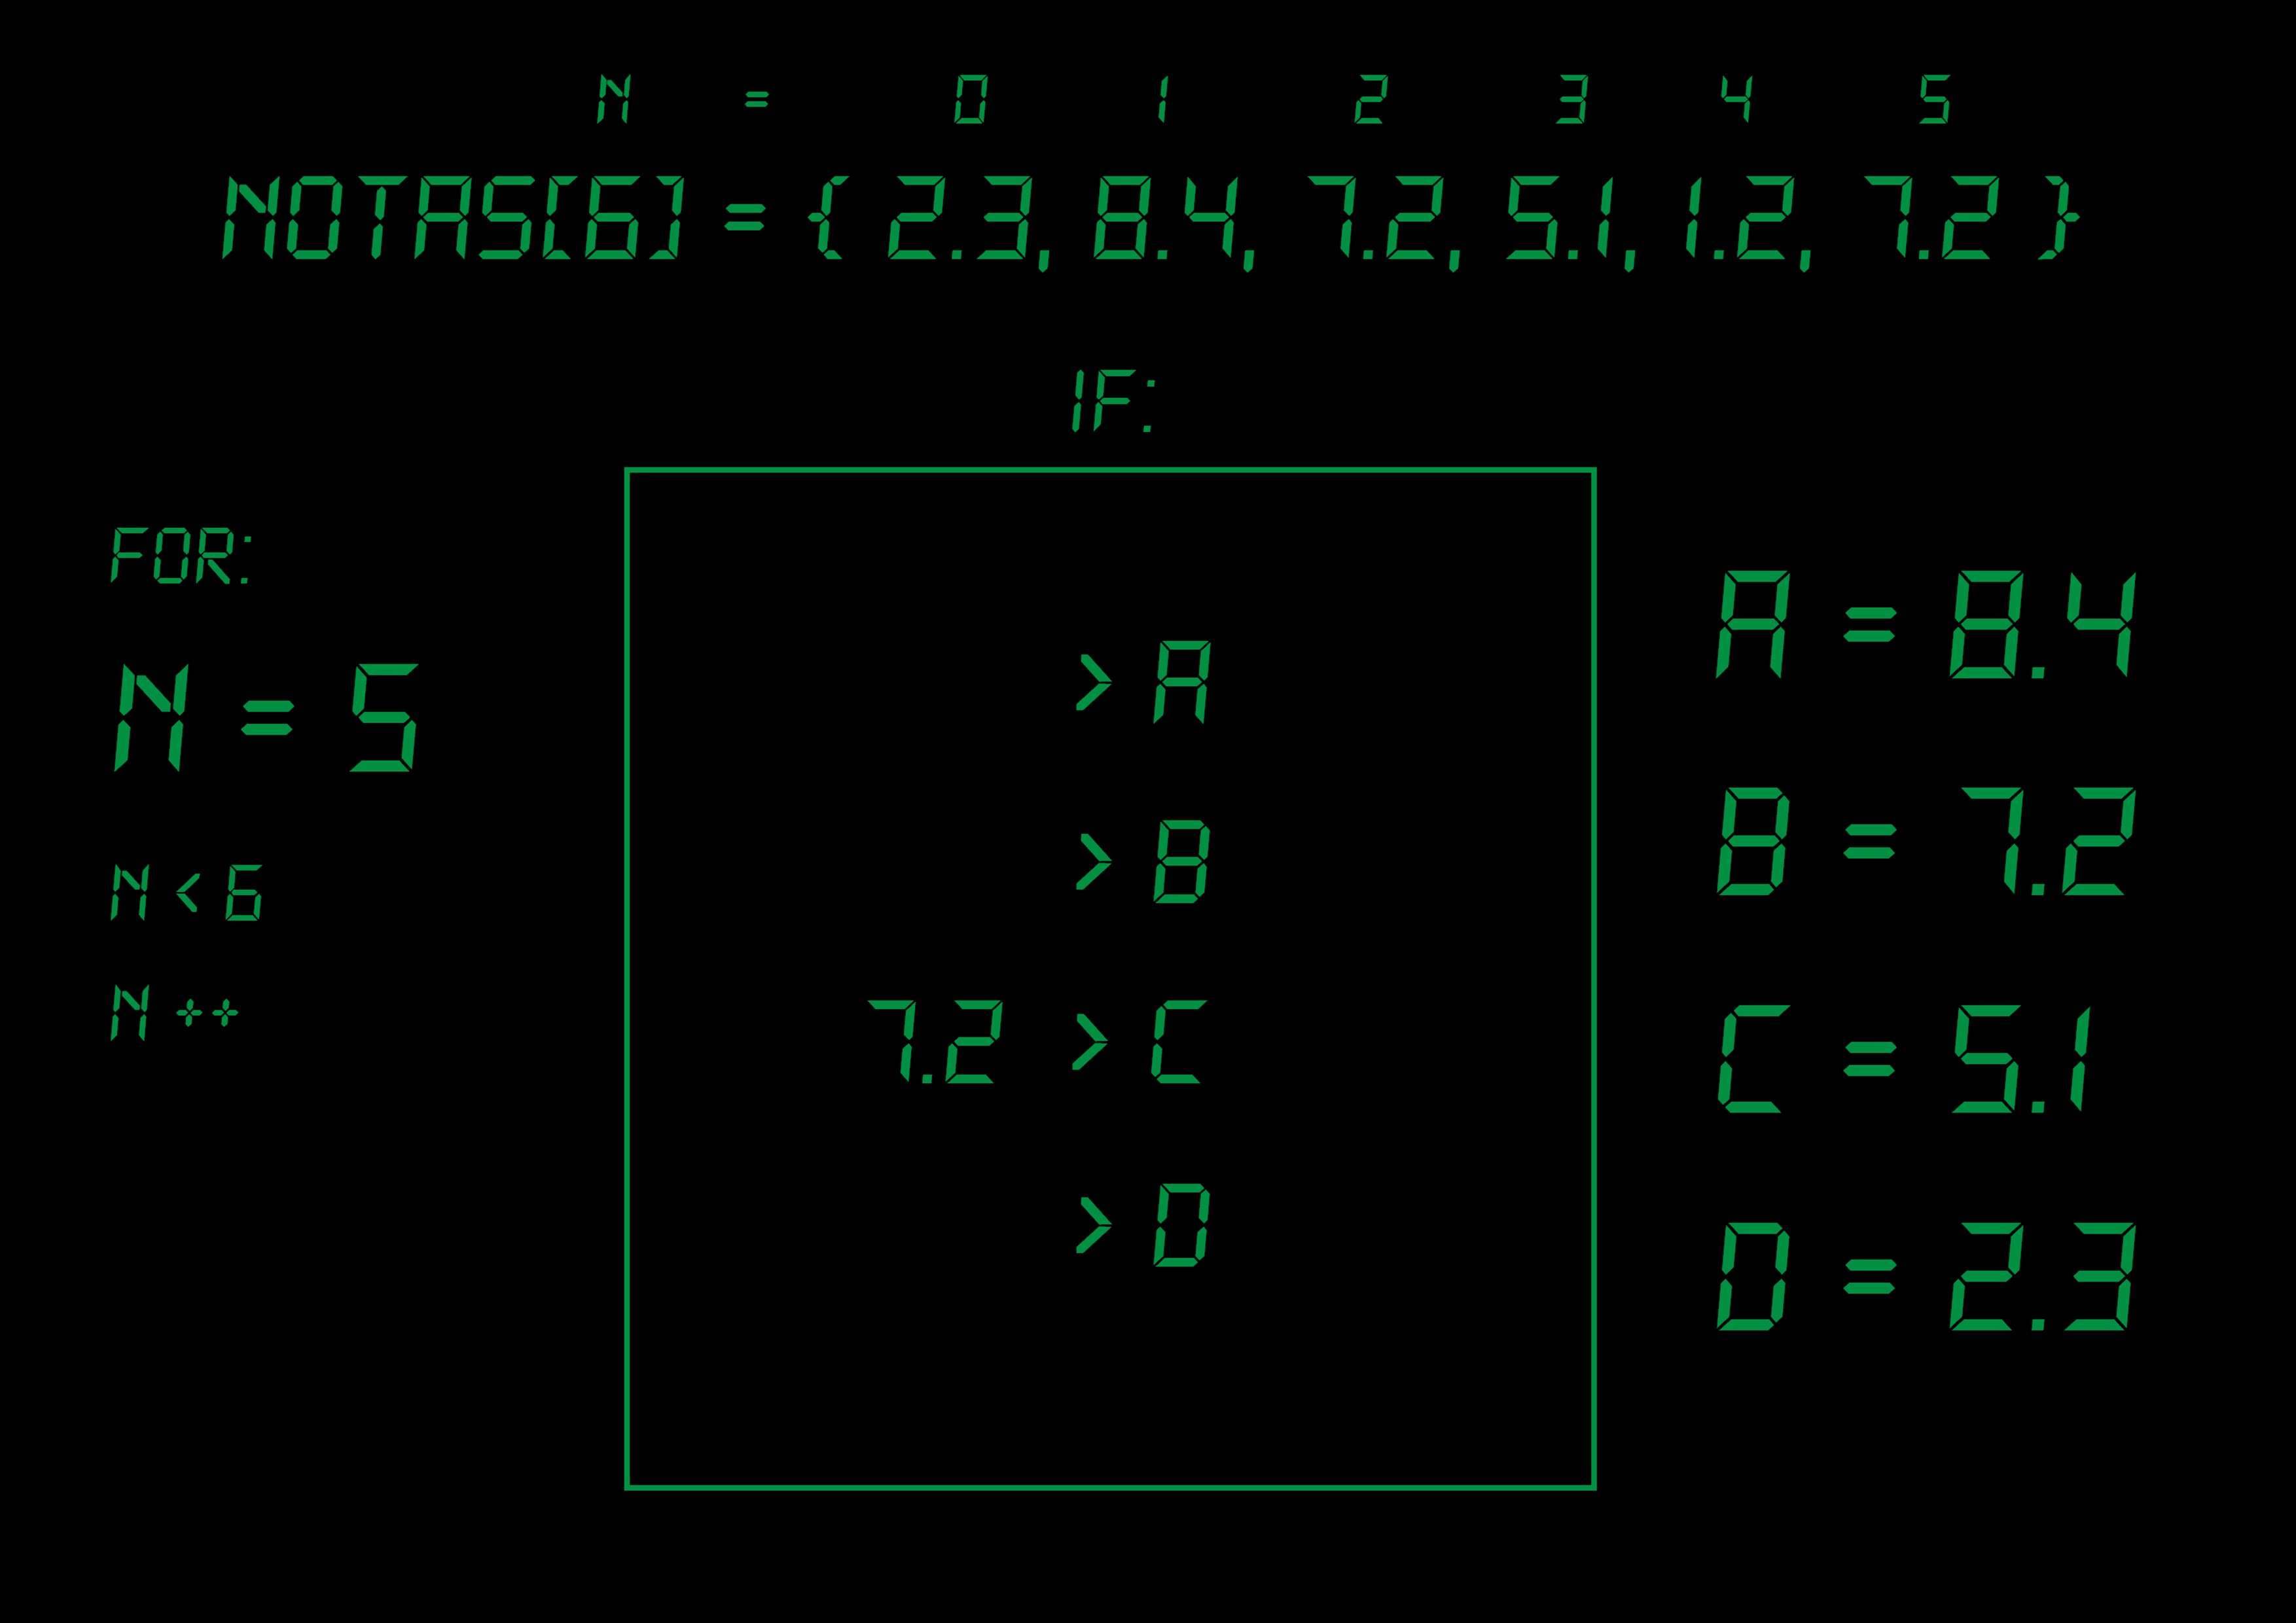 N = 0 1 2 3 4 5
NOTAS[6] = { 2.3, 8.4, 7.2, 5.1, 1.2, 7.2 }
IF:
FOR:
N = 5
N < 6
N ++
> A
> B
7.2 > C
> D
A = 8.4
B = 7.2
C = 5.1
D = 2.3